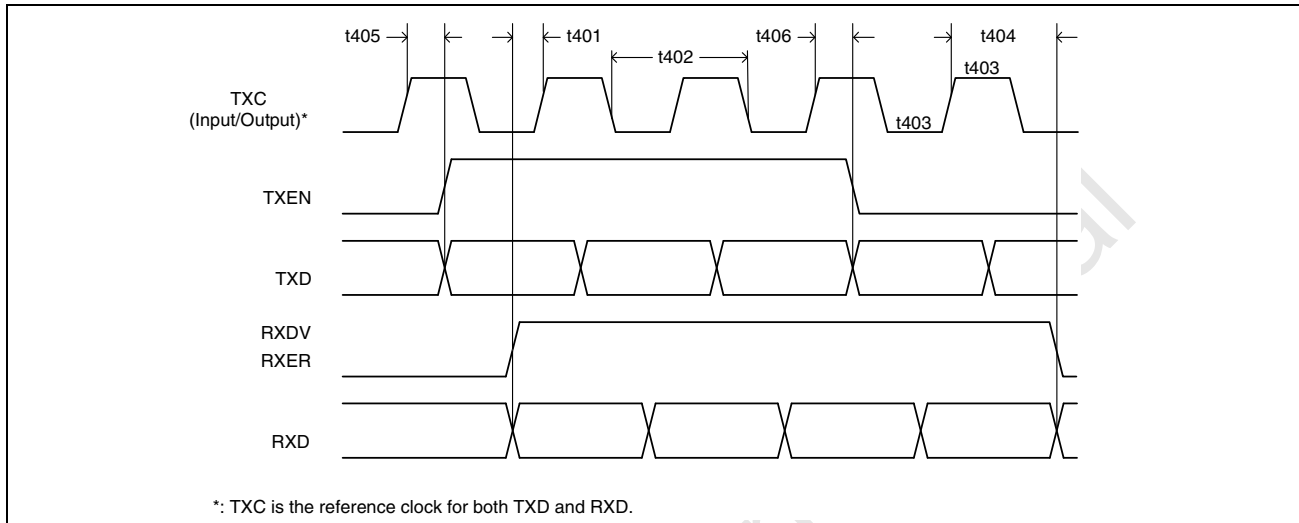 t405 t401 t406 t404
t402
t403
TXC
(Input/Output)*
t403
TXEN
TXD
RXDV
RXER
RXD
*: TXC is the reference clock for both TXD and RXD.